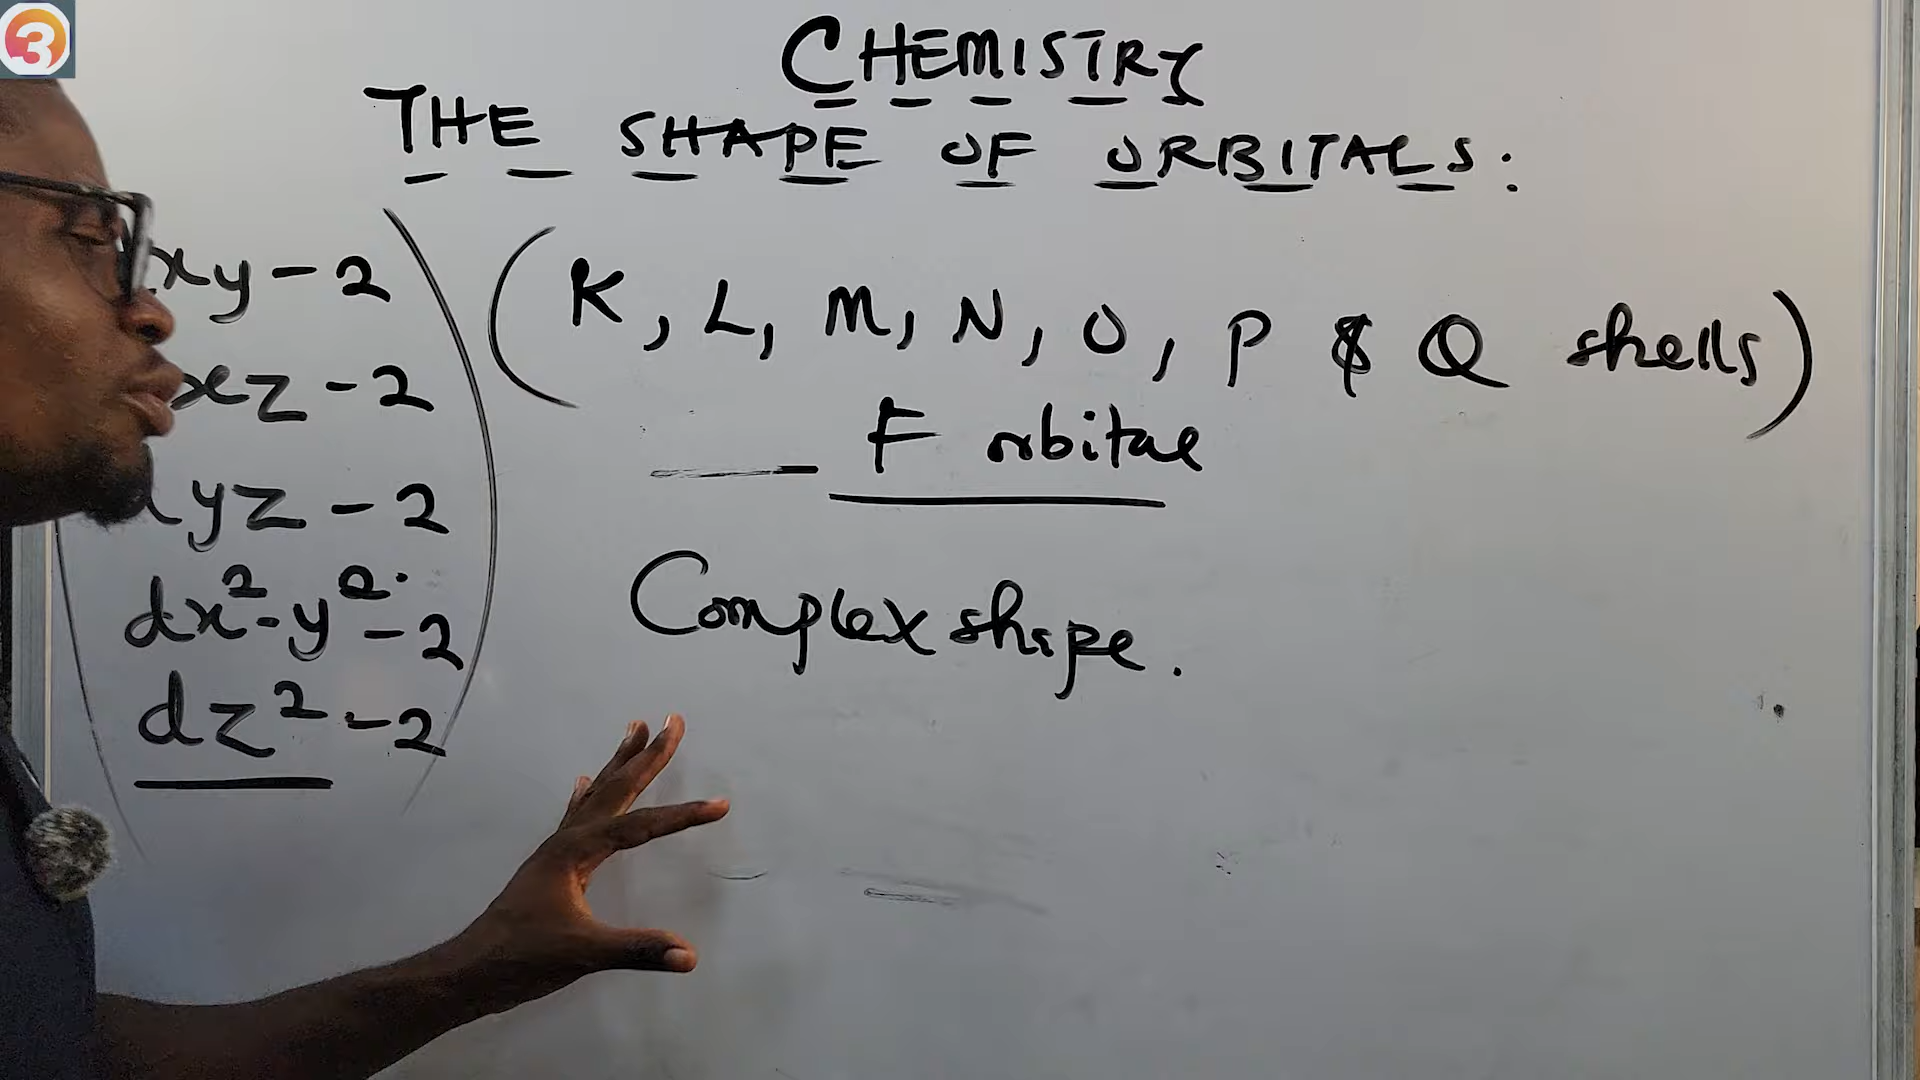 3
CHEMISTRY
THE SHAPE OF ORBITALS:
(K, L, M, N, O, P & Q shells)
F orbital
Complex shape.
xy-2
xz-2
yz-2
dx²-y²-2
dz²-2